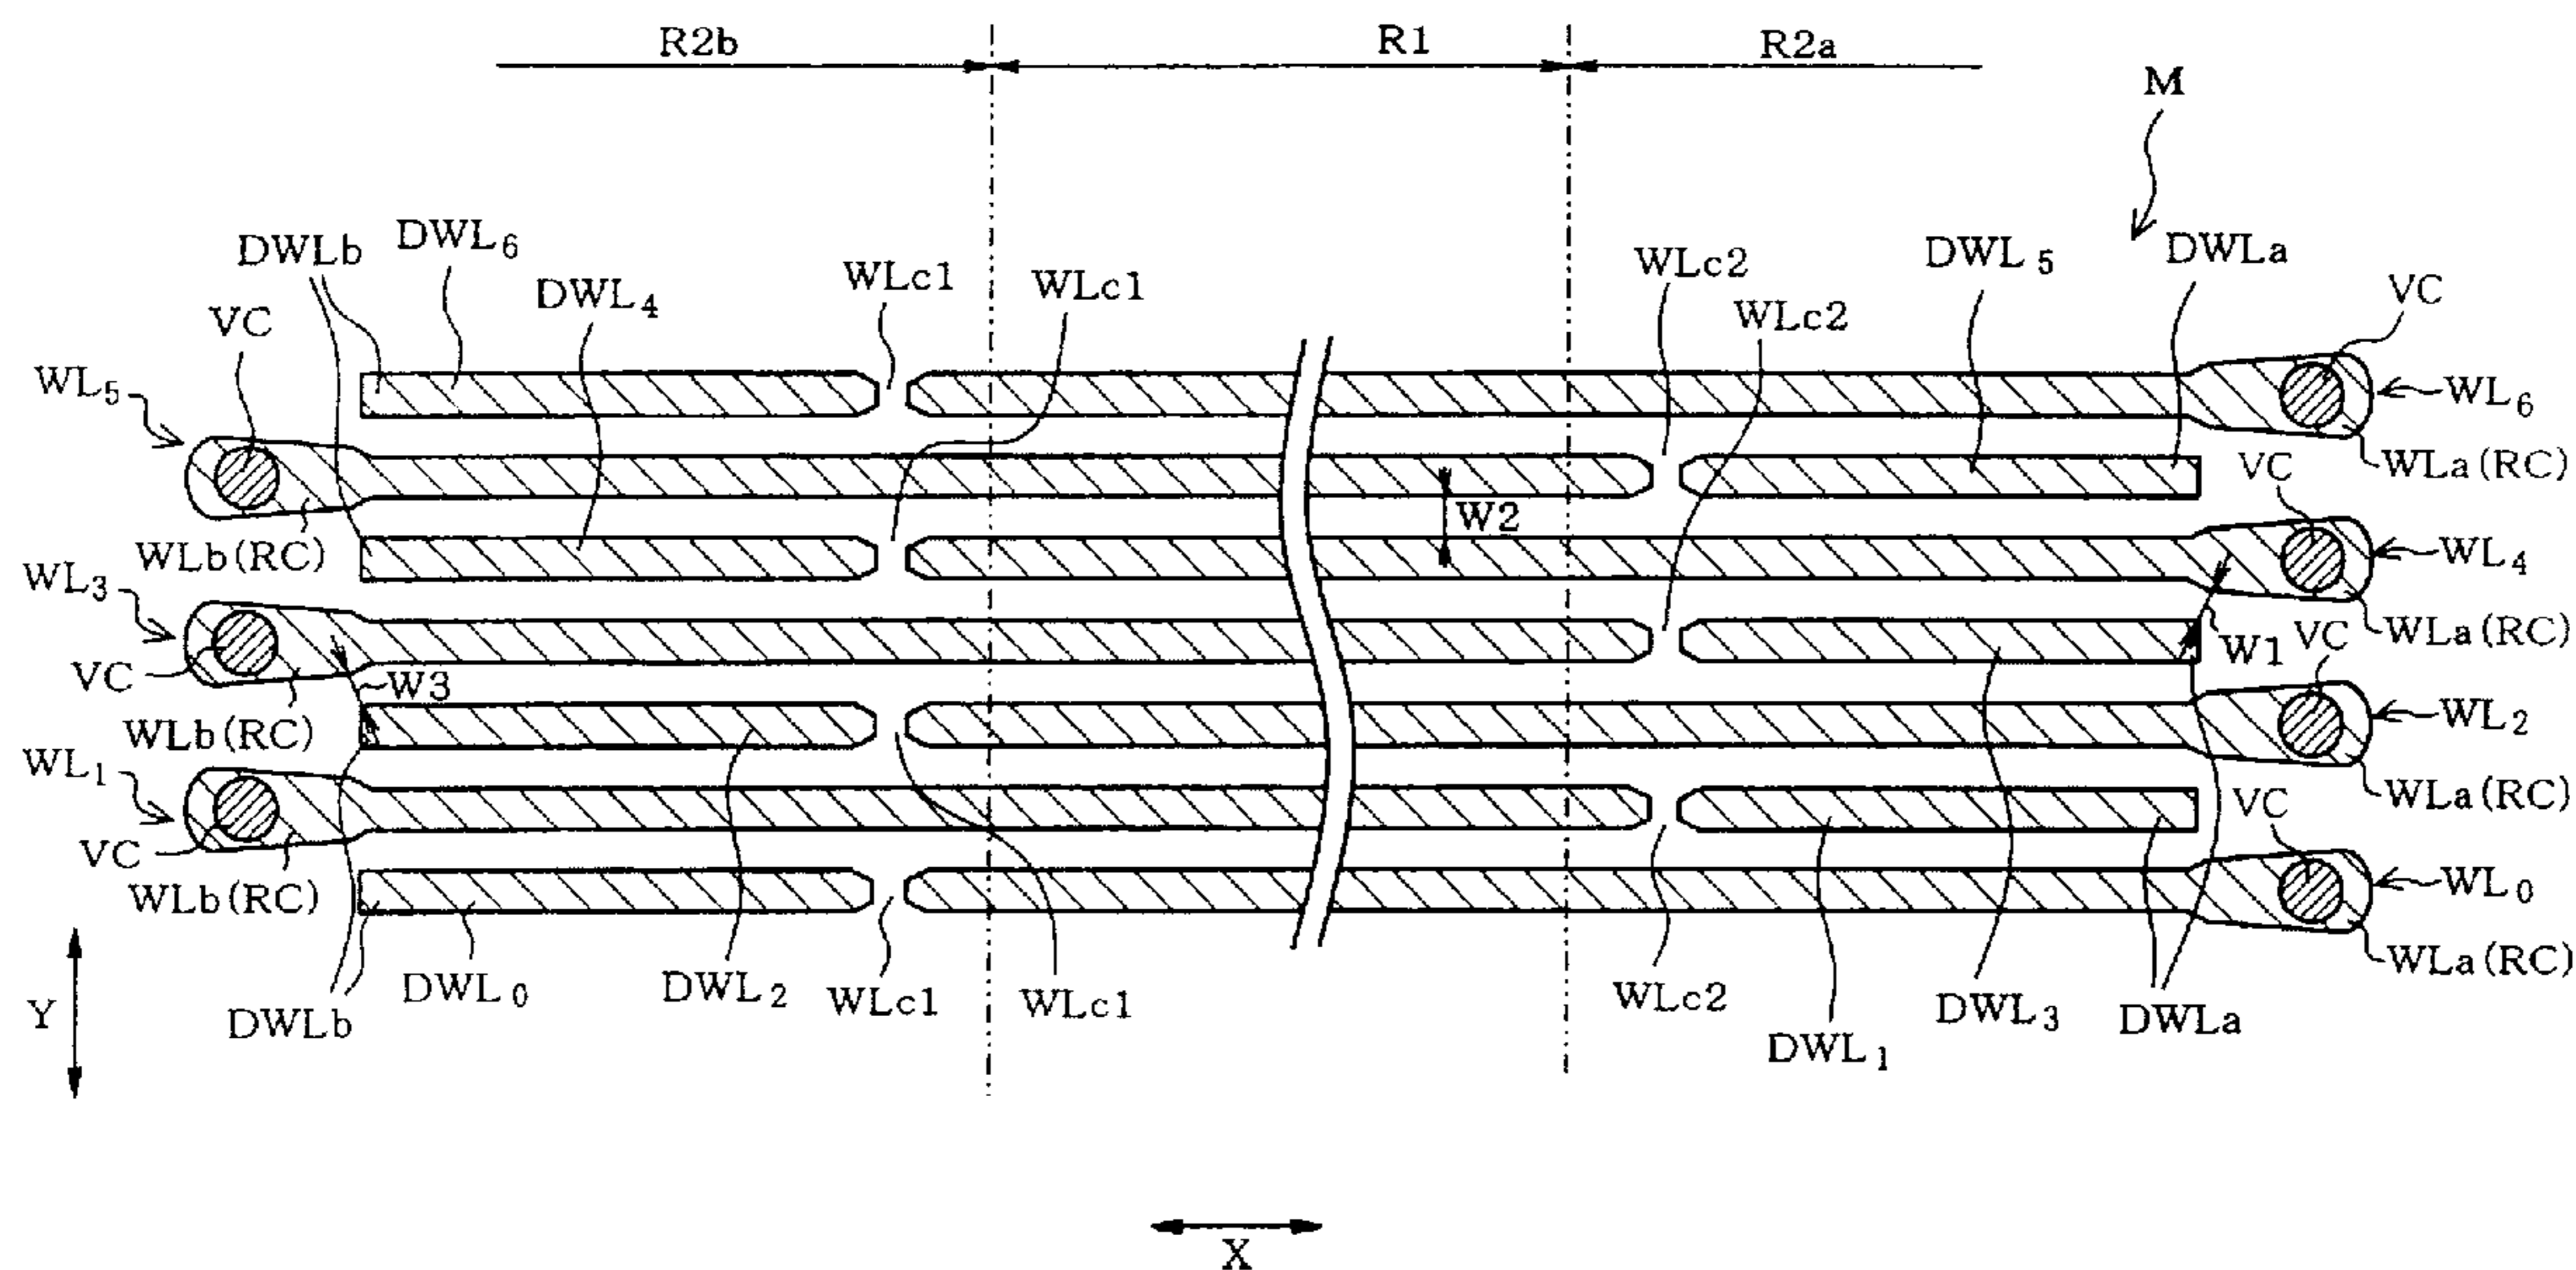 R2b R1 R2a
M
DWLb DWL6 DWL4 WLc1 WLc1 WLc2 WLc2 DWL5 DWLa
VC VC
WL5 WL6
WLa(RC)
VC
W2
WLb(RC)
WL3 WL4
WLa(RC)
VC W3 W1 VC
WLb(RC)
WL1 WL2
WLa(RC)
VC VC
WLb(RC)
WL0
WLa(RC)
DWLb DWL0 DWL2 WLc1 WLc1 WLc2 DWL1 DWL3 DWLa
Y
X